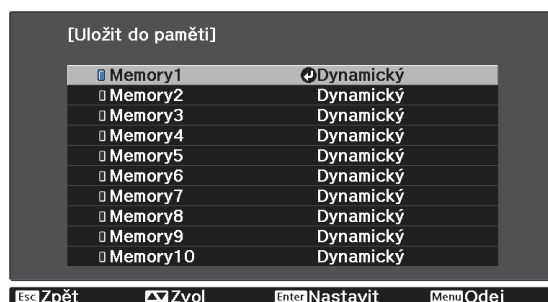 [Uložit do paměti]
Memory1 Dynamický
Memory2 Dynamický
Memory3 Dynamický
Memory4 Dynamický
Memory5 Dynamický
Memory6 Dynamický
Memory7 Dynamický
Memory8 Dynamický
Memory9 Dynamický
Memory10 Dynamický
Esc Zpět Zvol Enter Nastavit Menu Odej